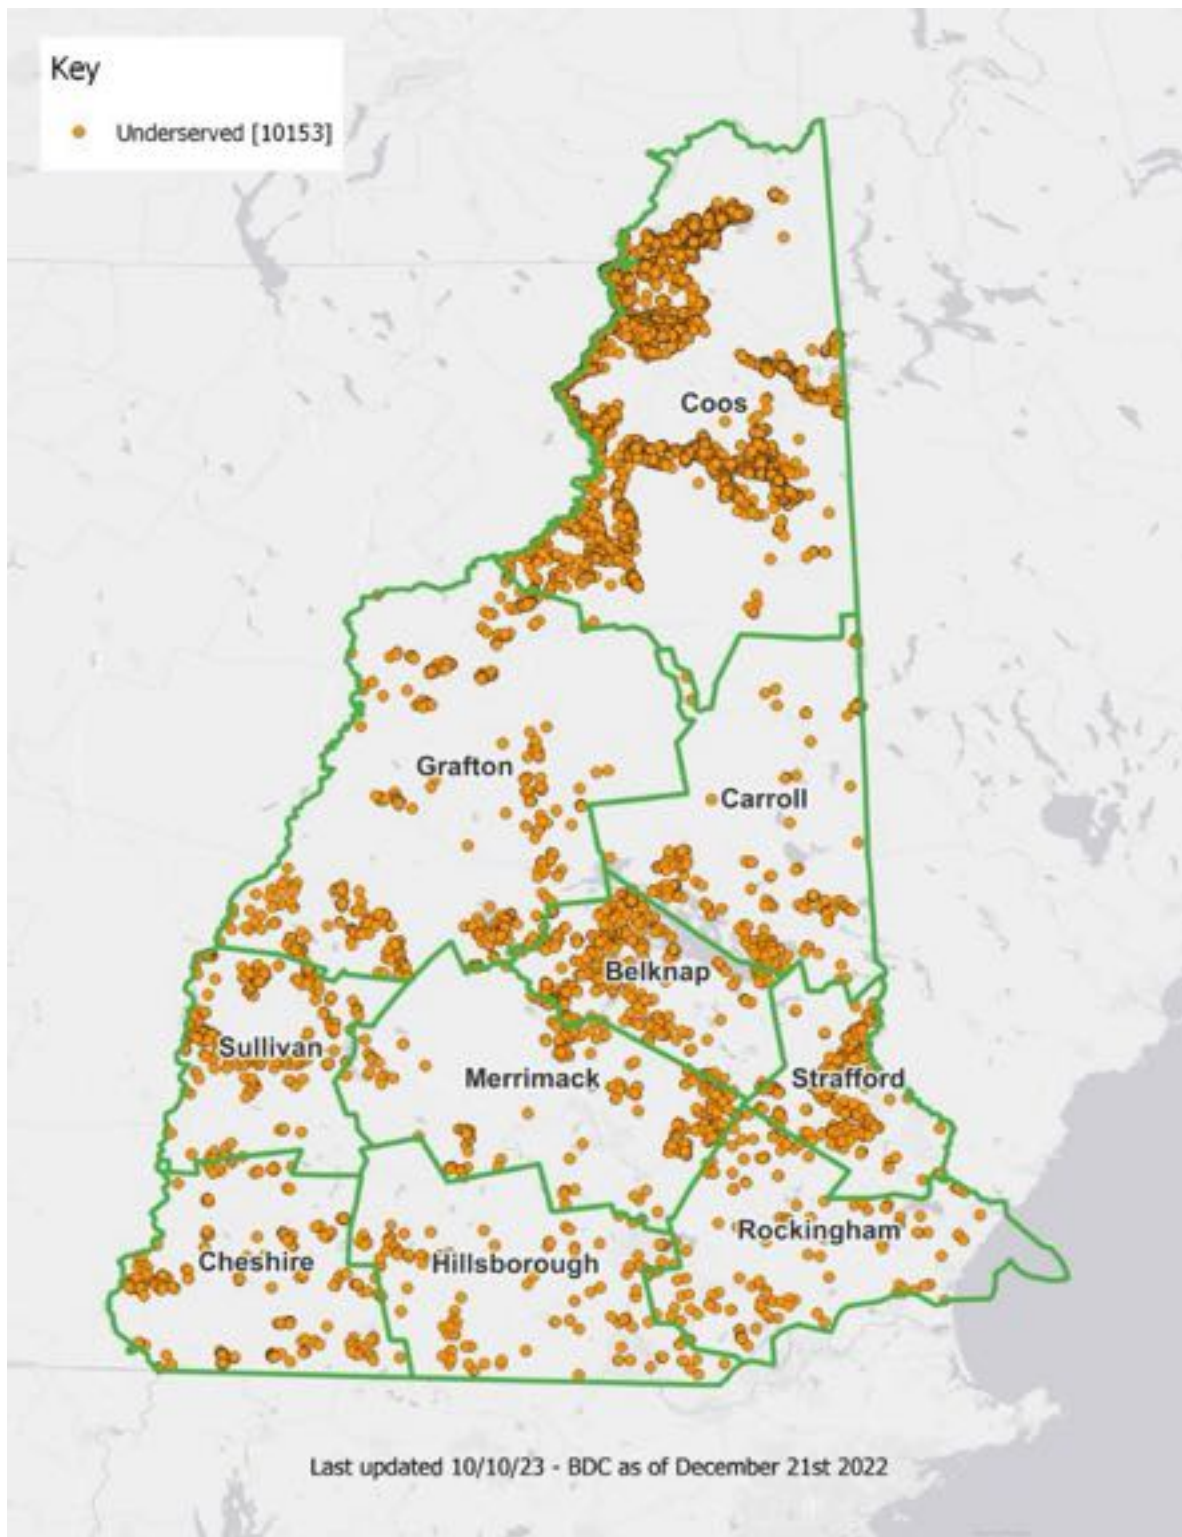 Key
Underserved [10153]
Coos
Grafton
Carroll
Belknap
Sullivan
Merrimack
Strafford
Rockingham
Cheshire
Hillsborough
Last updated 10/10/23 - BDC as of December 21st 2022